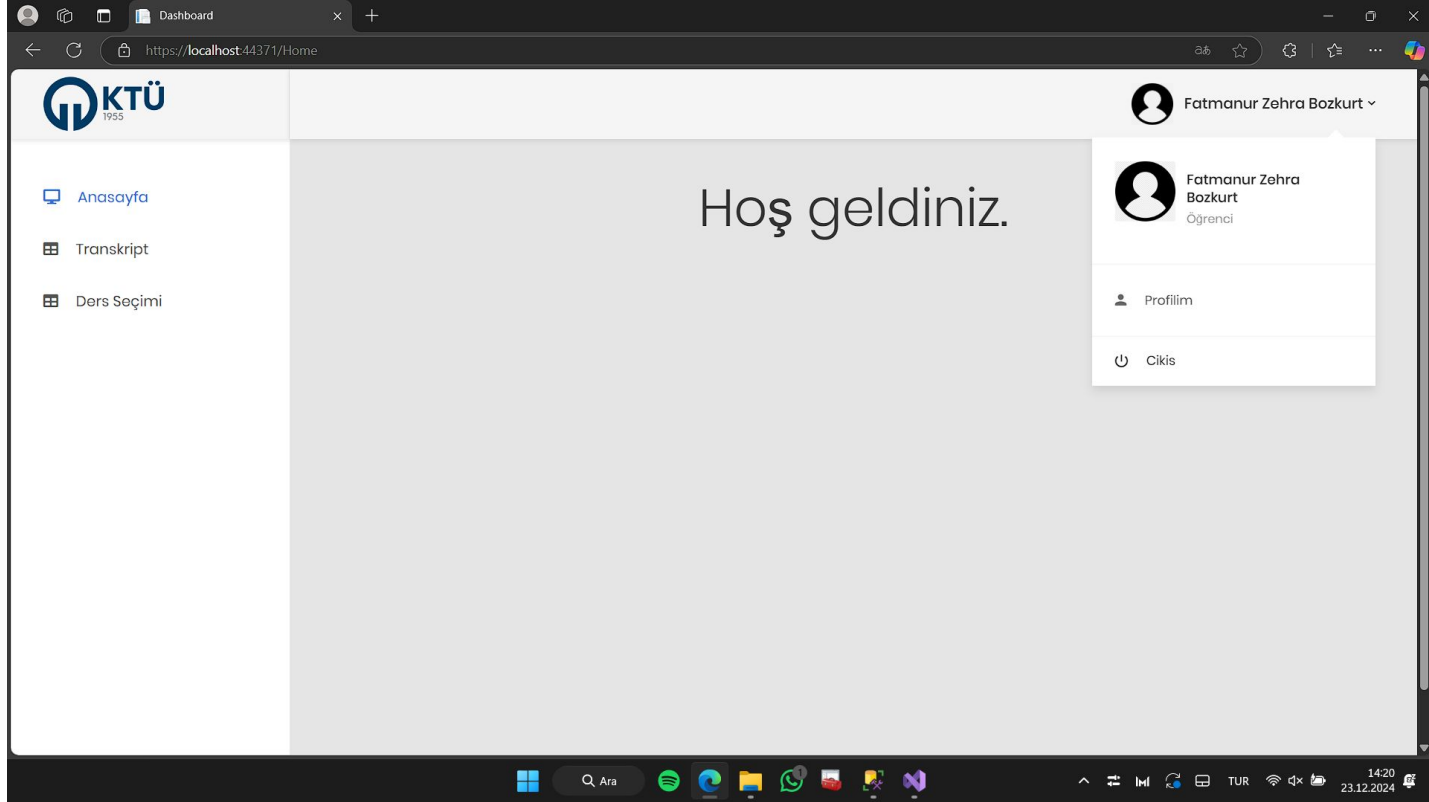 Dashboard
https://localhost:44371/Home
KTÜ
1955
Fatmanur Zehra Bozkurt
Fatmanur Zehra
Bozkurt
Öğrenci
Anasayfa
Hoş geldiniz.
Transkript
Ders Seçimi
Profilim
Cikis
Ara
1
TUR
14:20
23.12.2024